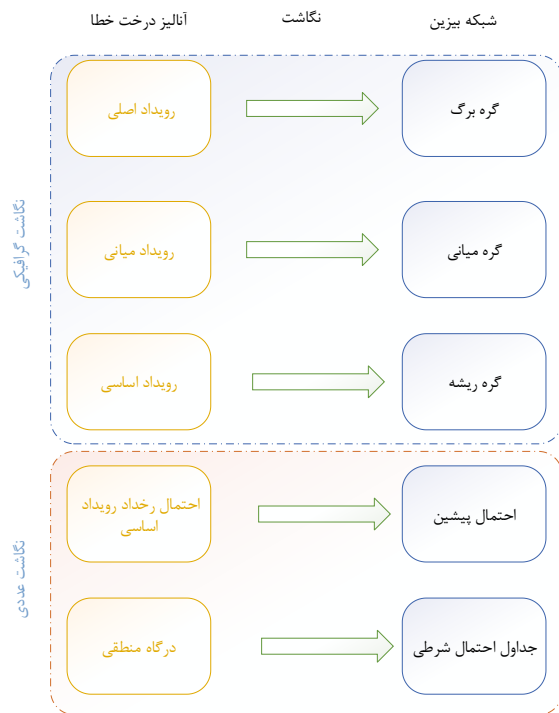 شبکه بیزین
نگاشت
آنالیز درخت خطا
گره برگ
رویداد اصلی
نگاشت گرافیکی
گره میانی
رویداد میانی
گره ریشه
رویداد اساسی
احتمال پیشین
احتمال رخداد رویداد
اساسی
نگاشت عددی
جداول احتمال شرطی
درگاه منطقی